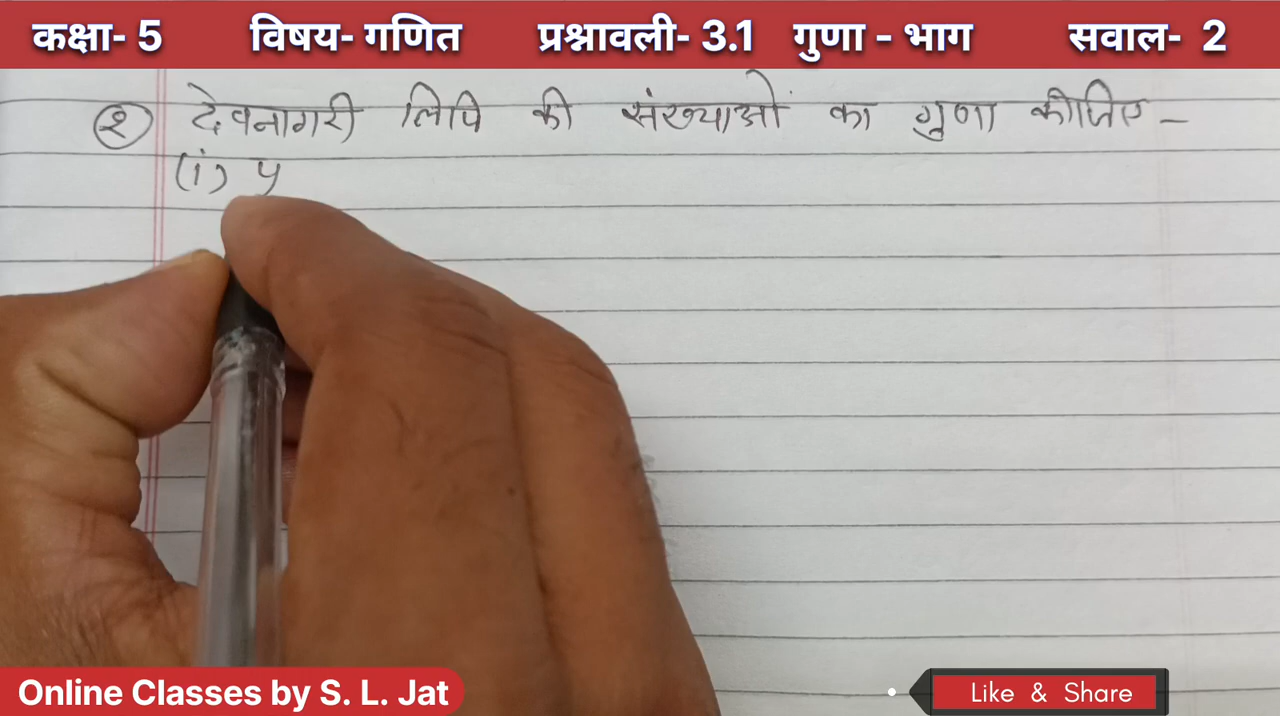 कक्षा- 5 विषय- गणित प्रश्नावली- 3.1 गुणा - भाग सवाल- 2
२ देवनागरी लिपि की संख्याओं का गुणा कीजिए -
(i) ५
Online Classes by S. L. Jat
Like & Share